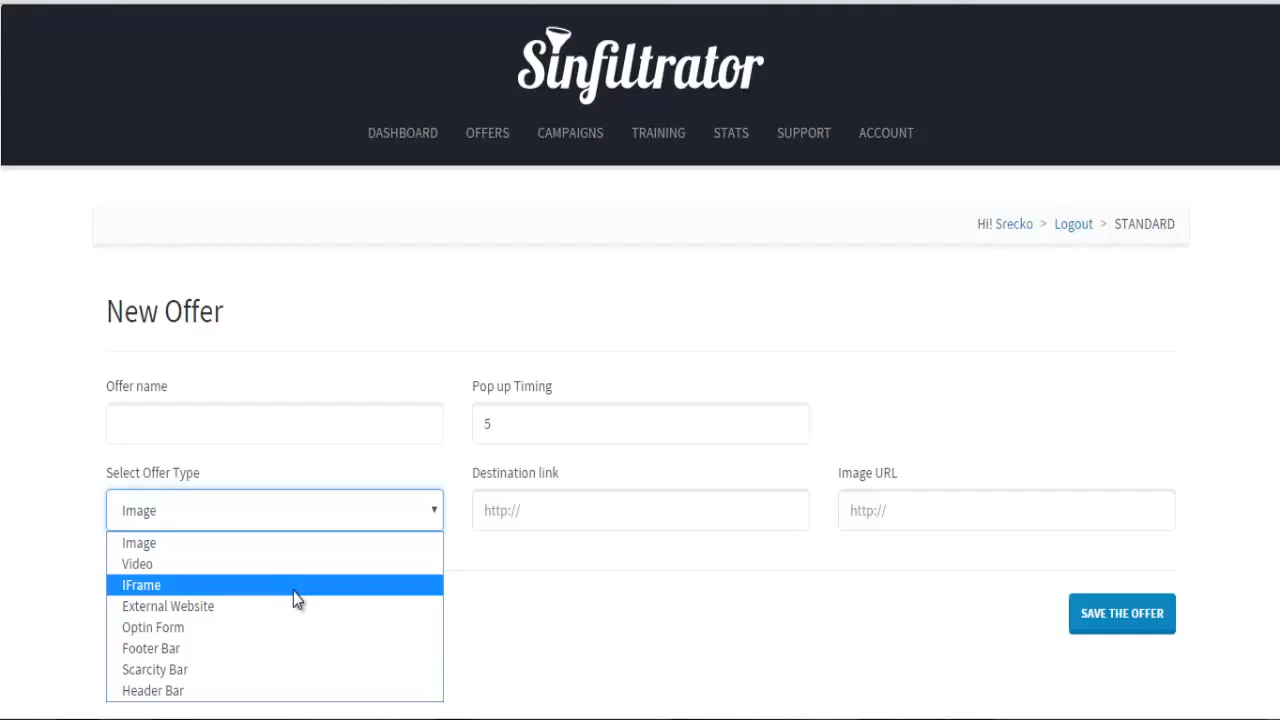 Sinfiltrator
DASHBOARD OFFERS CAMPAIGNS TRAINING STATS SUPPORT ACCOUNT
Hi! Srecko > Logout > STANDARD
New Offer
Offer name Pop up Timing
5
Select Offer Type Destination link Image URL
Image http:// http://
Image
Video
IFrame
External Website
Optin Form
Footer Bar
Scarcity Bar
Header Bar
SAVE THE OFFER